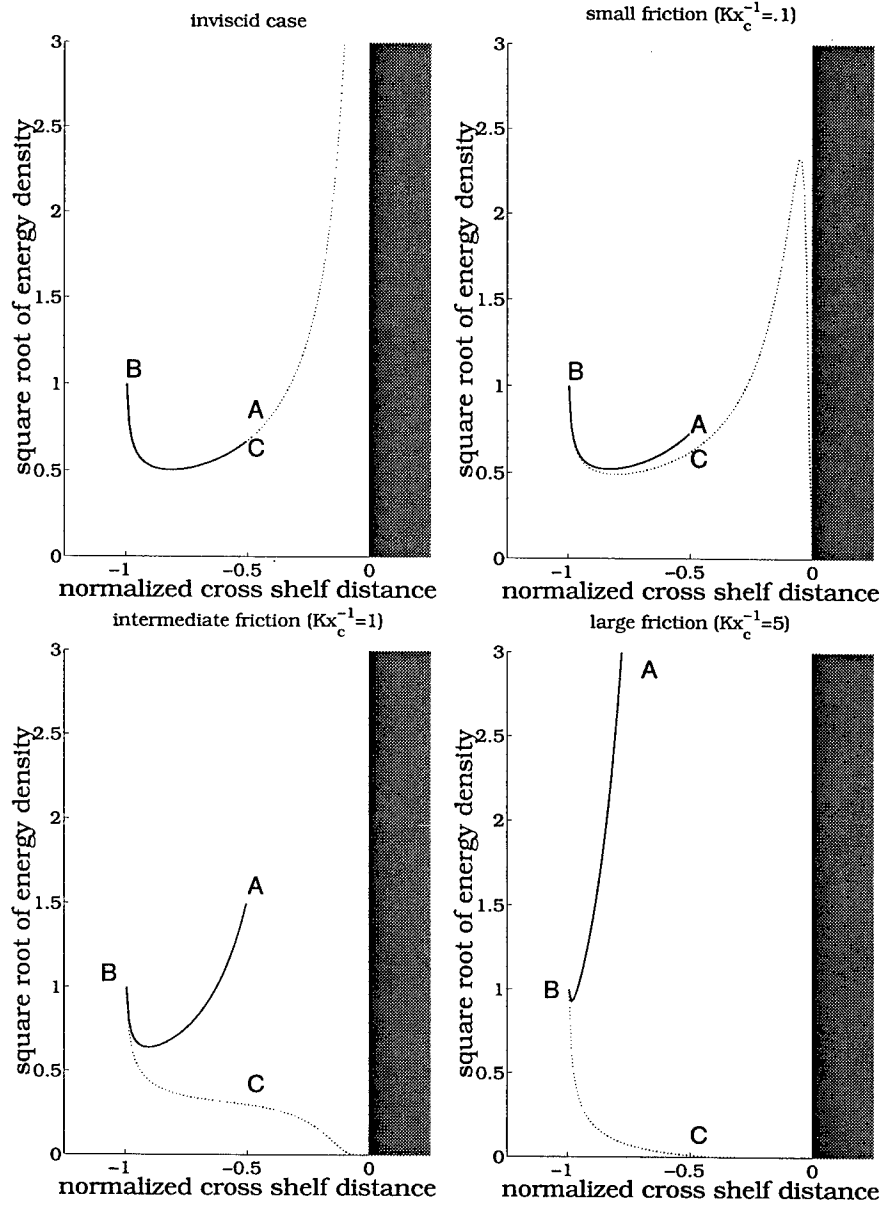 inviscid case
square root of energy density
3
2.5
2
1.5
1
0.5
0
B
A
C
-1
-0.5
0
normalized cross shelf distance
small friction (Kx_c^-1=.1)
square root of energy density
3
2.5
2
1.5
1
0.5
0
B
A
C
-1
-0.5
0
normalized cross shelf distance
intermediate friction (Kx_c^-1=1)
square root of energy density
3
2.5
2
1.5
1
0.5
0
B
A
C
-1
-0.5
0
normalized cross shelf distance
large friction (Kx_c^-1=5)
square root of energy density
3
2.5
2
1.5
1
0.5
0
A
B
C
-1
-0.5
0
normalized cross shelf distance